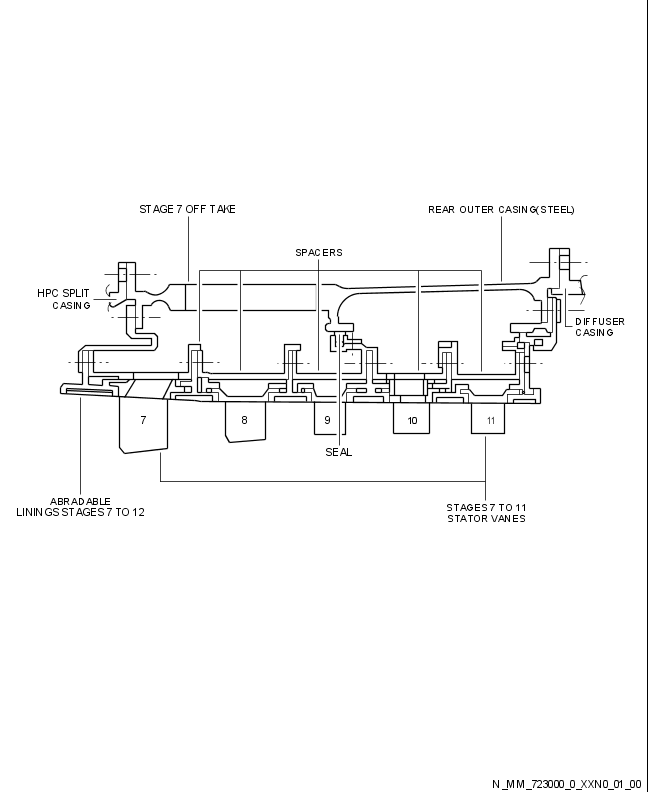 STAGE 7 OFF TAKE
REAR OUTER CASING(STEEL)
SPACERS
HPC SPLIT
CASING
DIFFUSER
CASING
7
8
9
10
11
SEAL
ABRADABLE
LININGS STAGES 7 TO 12
STAGES 7 TO 11
STATOR VANES
N_MM_723000_0_XXN0_01_00